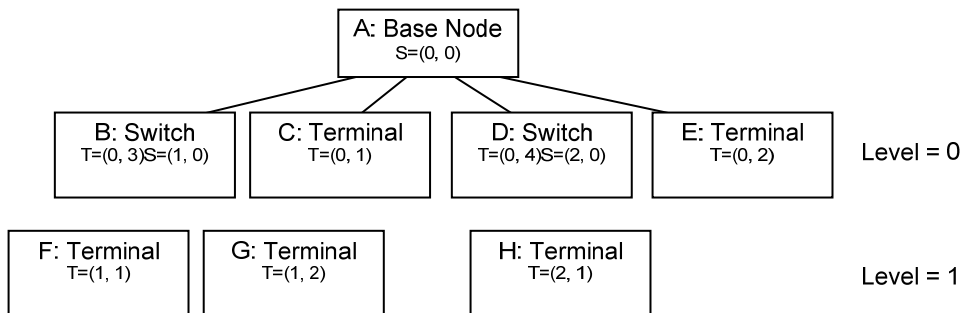 A: Base Node
S=(0, 0)
B: Switch
T=(0, 3)S=(1, 0)
C: Terminal
T=(0, 1)
D: Switch
T=(0, 4)S=(2, 0)
E: Terminal
T=(0, 2)
Level = 0
F: Terminal
T=(1, 1)
G: Terminal
T=(1, 2)
H: Terminal
T=(2, 1)
Level = 1